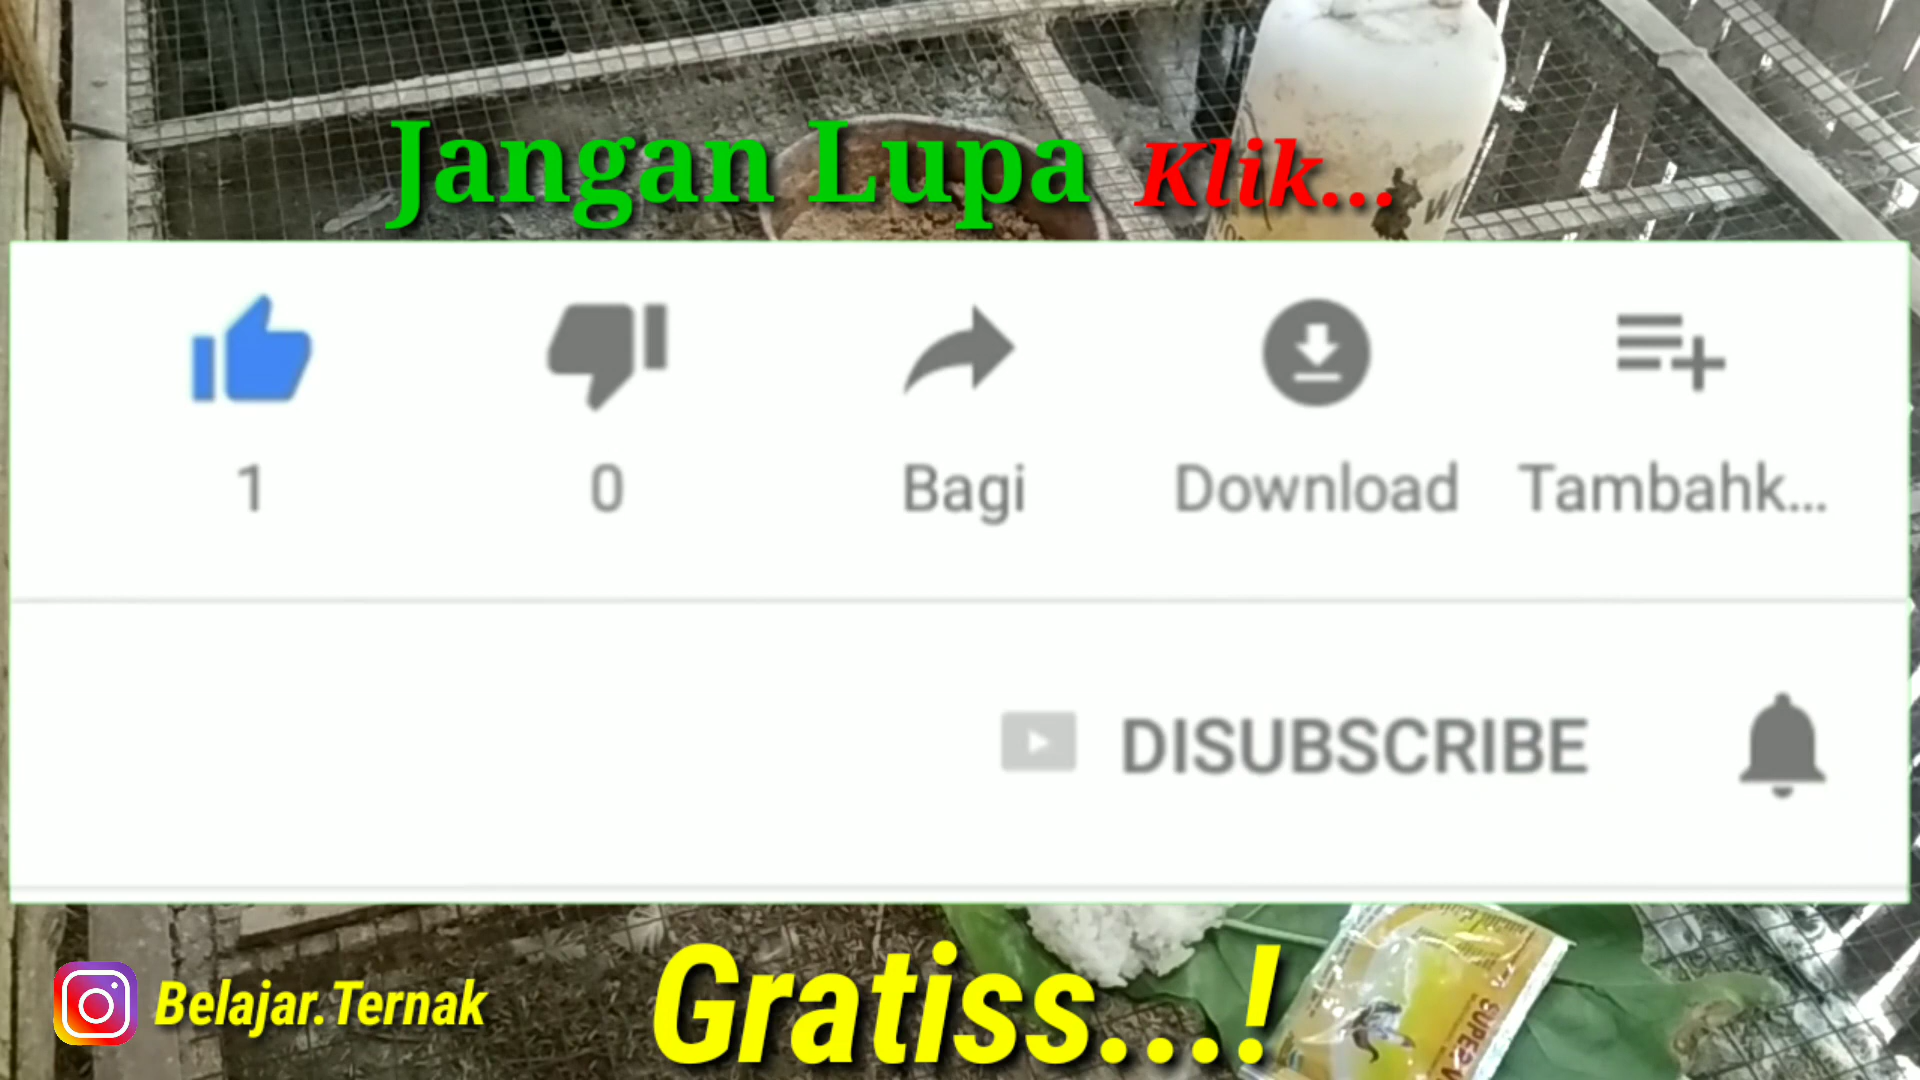 Jangan Lupa Klik...
1
0
Bagi
Download
Tambahk...
DISUBSCRIBE
Belajar.Ternak
Gratiss...!